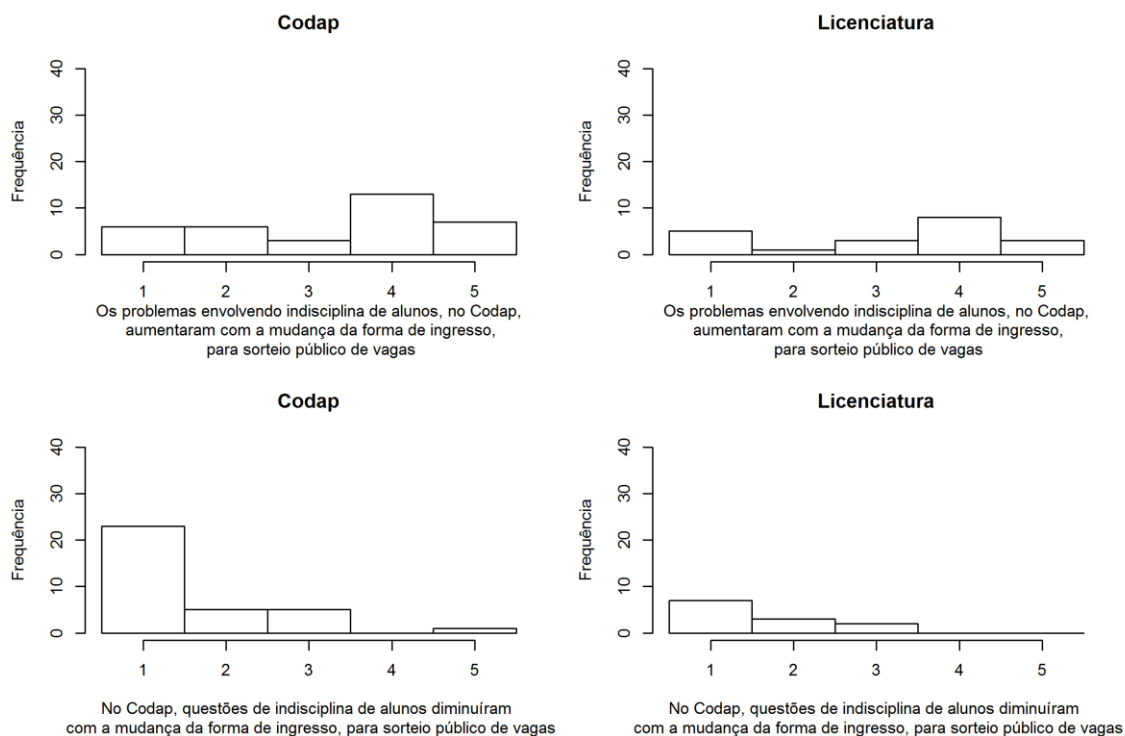 Codap
40
30
20
10
0
Frequência
1 2 3 4 5
Os problemas envolvendo indisciplina de alunos, no Codap,
aumentaram com a mudança da forma de ingresso,
para sorteio público de vagas
Licenciatura
40
30
20
10
0
Frequência
1 2 3 4 5
Os problemas envolvendo indisciplina de alunos, no Codap,
aumentaram com a mudança da forma de ingresso,
para sorteio público de vagas
Codap
40
30
20
10
0
Frequência
1 2 3 4 5
No Codap, questões de indisciplina de alunos diminuíram
com a mudança da forma de ingresso, para sorteio público de vagas
Licenciatura
40
30
20
10
0
Frequência
1 2 3 4 5
No Codap, questões de indisciplina de alunos diminuíram
com a mudança da forma de ingresso, para sorteio público de vagas